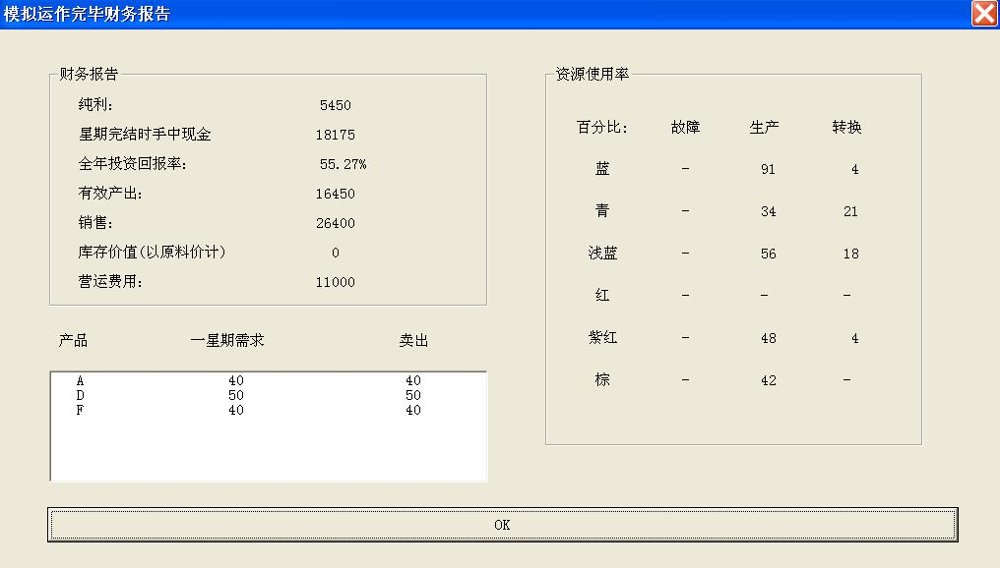 模拟运作完毕财务报告
财务报告
纯利: 5450
星期完结时手中现金 18175
全年投资回报率: 55.27%
有效产出: 16450
销售: 26400
库存价值(以原料价计) 0
营运费用: 11000
产品 一星期需求 卖出
A 40 40
D 50 50
F 40 40
资源使用率
百分比: 故障 生产 转换
蓝 - 91 4
青 - 34 21
浅蓝 - 56 18
红 - - -
紫红 - 48 4
棕 - 42 -
OK